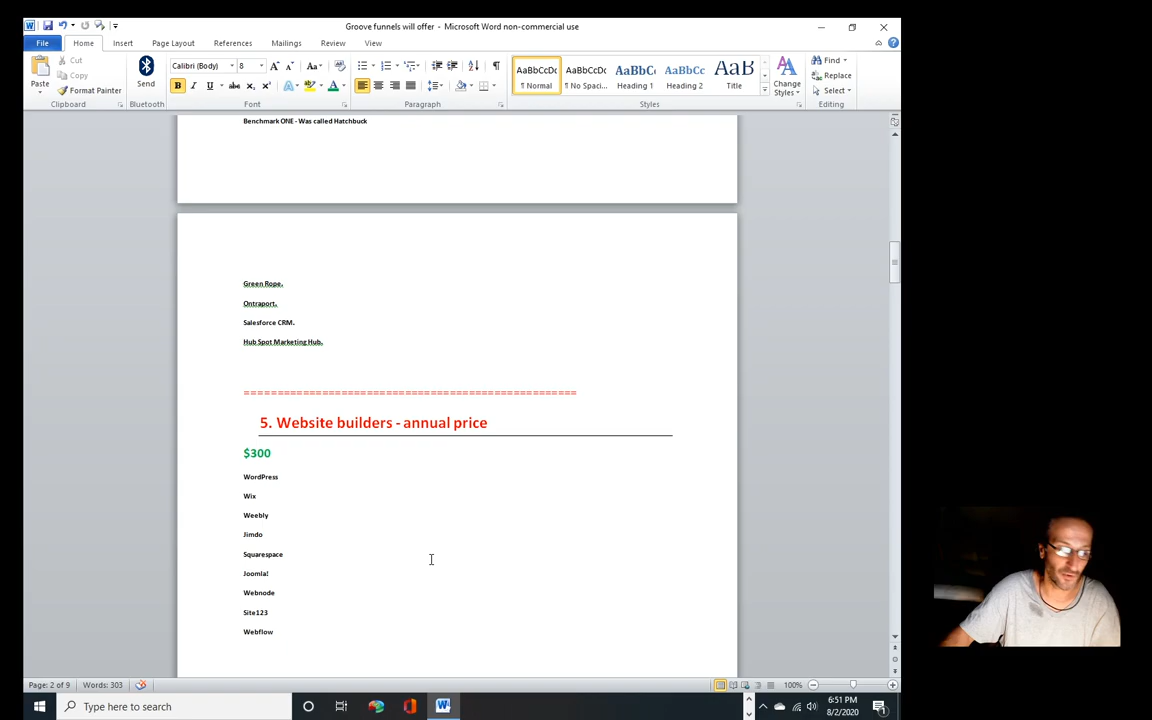 Groove funnels will offer - Microsoft Word non-commercial use
File Home Insert Page Layout References Mailings Review View
Cut
Copy
Format Painter
Paste
Clipboard
Send
Bluetooth
Calibri (Body) 8
Font
Paragraph
AaBbCcDc AaBbCcDc AaBbCc AaBbCc AaB
¶ Normal ¶ No Spaci... Heading 1 Heading 2 Title
Change Styles
Styles
Find
Replace
Select
Editing
Benchmark ONE - Was called Hatchbuck
Green Rope.
Ontraport.
Salesforce CRM.
Hub Spot Marketing Hub.
=================================================
5. Website builders - annual price
$300
WordPress
Wix
Weebly
Jimdo
Squarespace
Joomla!
Webnode
Site123
Webflow
Page: 2 of 9 Words: 303 100%
Type here to search
6:51 PM
8/2/2020